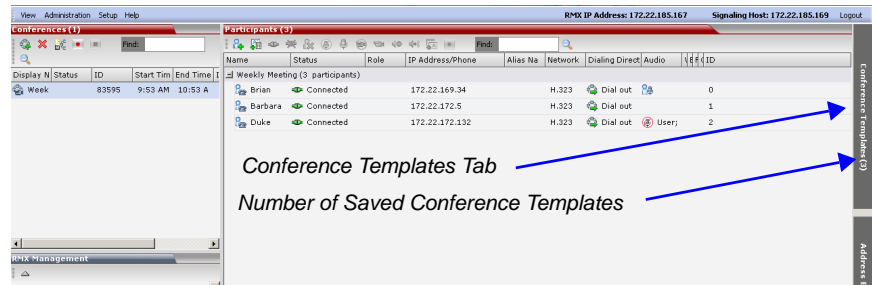 View Administration Setup Help RMX IP Address: 172.22.185.167 Signaling Host: 172.22.185.169 Logout
Conferences (1)
Find:
Display N Status ID Start Tim End Time I
Week 83595 9:53 AM 10:53 A
RMX Management
Participants (3)
Find:
Name Status Role IP Address/Phone Alias Na Network Dialing Direct Audio ID
Weekly Meeting (3 participants)
Brian Connected 172.22.169.34 H.323 Dial out 0
Barbara Connected 172.22.172.5 H.323 Dial out 1
Duke Connected 172.22.172.132 H.323 Dial out User; 2
Conference Templates Tab
Number of Saved Conference Templates
Conference Templates (3)
Address